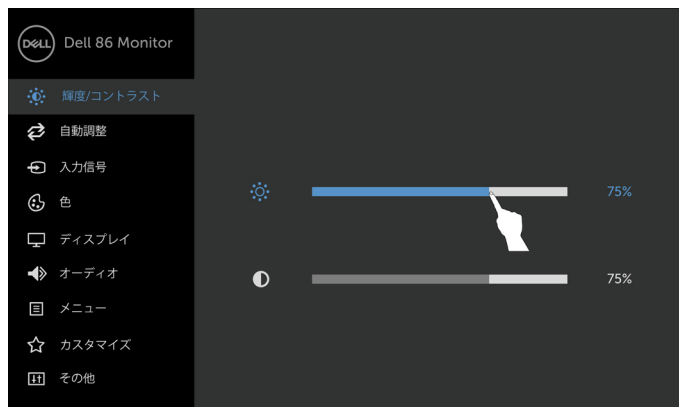 DELL Dell 86 Monitor
輝度/コントラスト
自動調整
入力信号
色
75%
ディスプレイ
オーディオ
75%
メニュー
カスタマイズ
その他